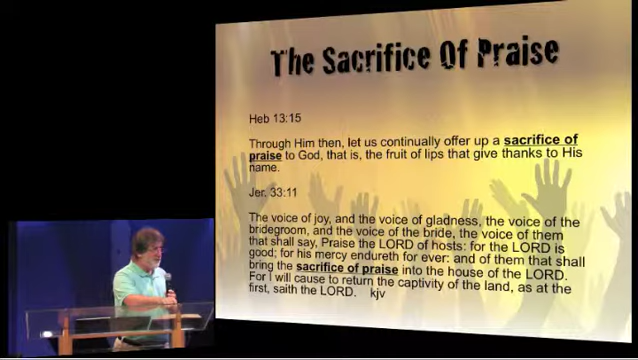 The Sacrifice Of Praise
Heb 13:15
Through Him then, let us continually offer up a sacrifice of
praise to God, that is, the fruit of lips that give thanks to His
name.
Jer. 33:11
The voice of joy, and the voice of gladness, the voice of the
bridegroom, and the voice of the bride, the voice of them
that shall say, Praise the LORD of hosts: for the LORD is
good; for his mercy endureth for ever: and of them that shall
bring the sacrifice of praise into the house of the LORD.
For I will cause to return the captivity of the land, as at the
first, saith the LORD. kjv